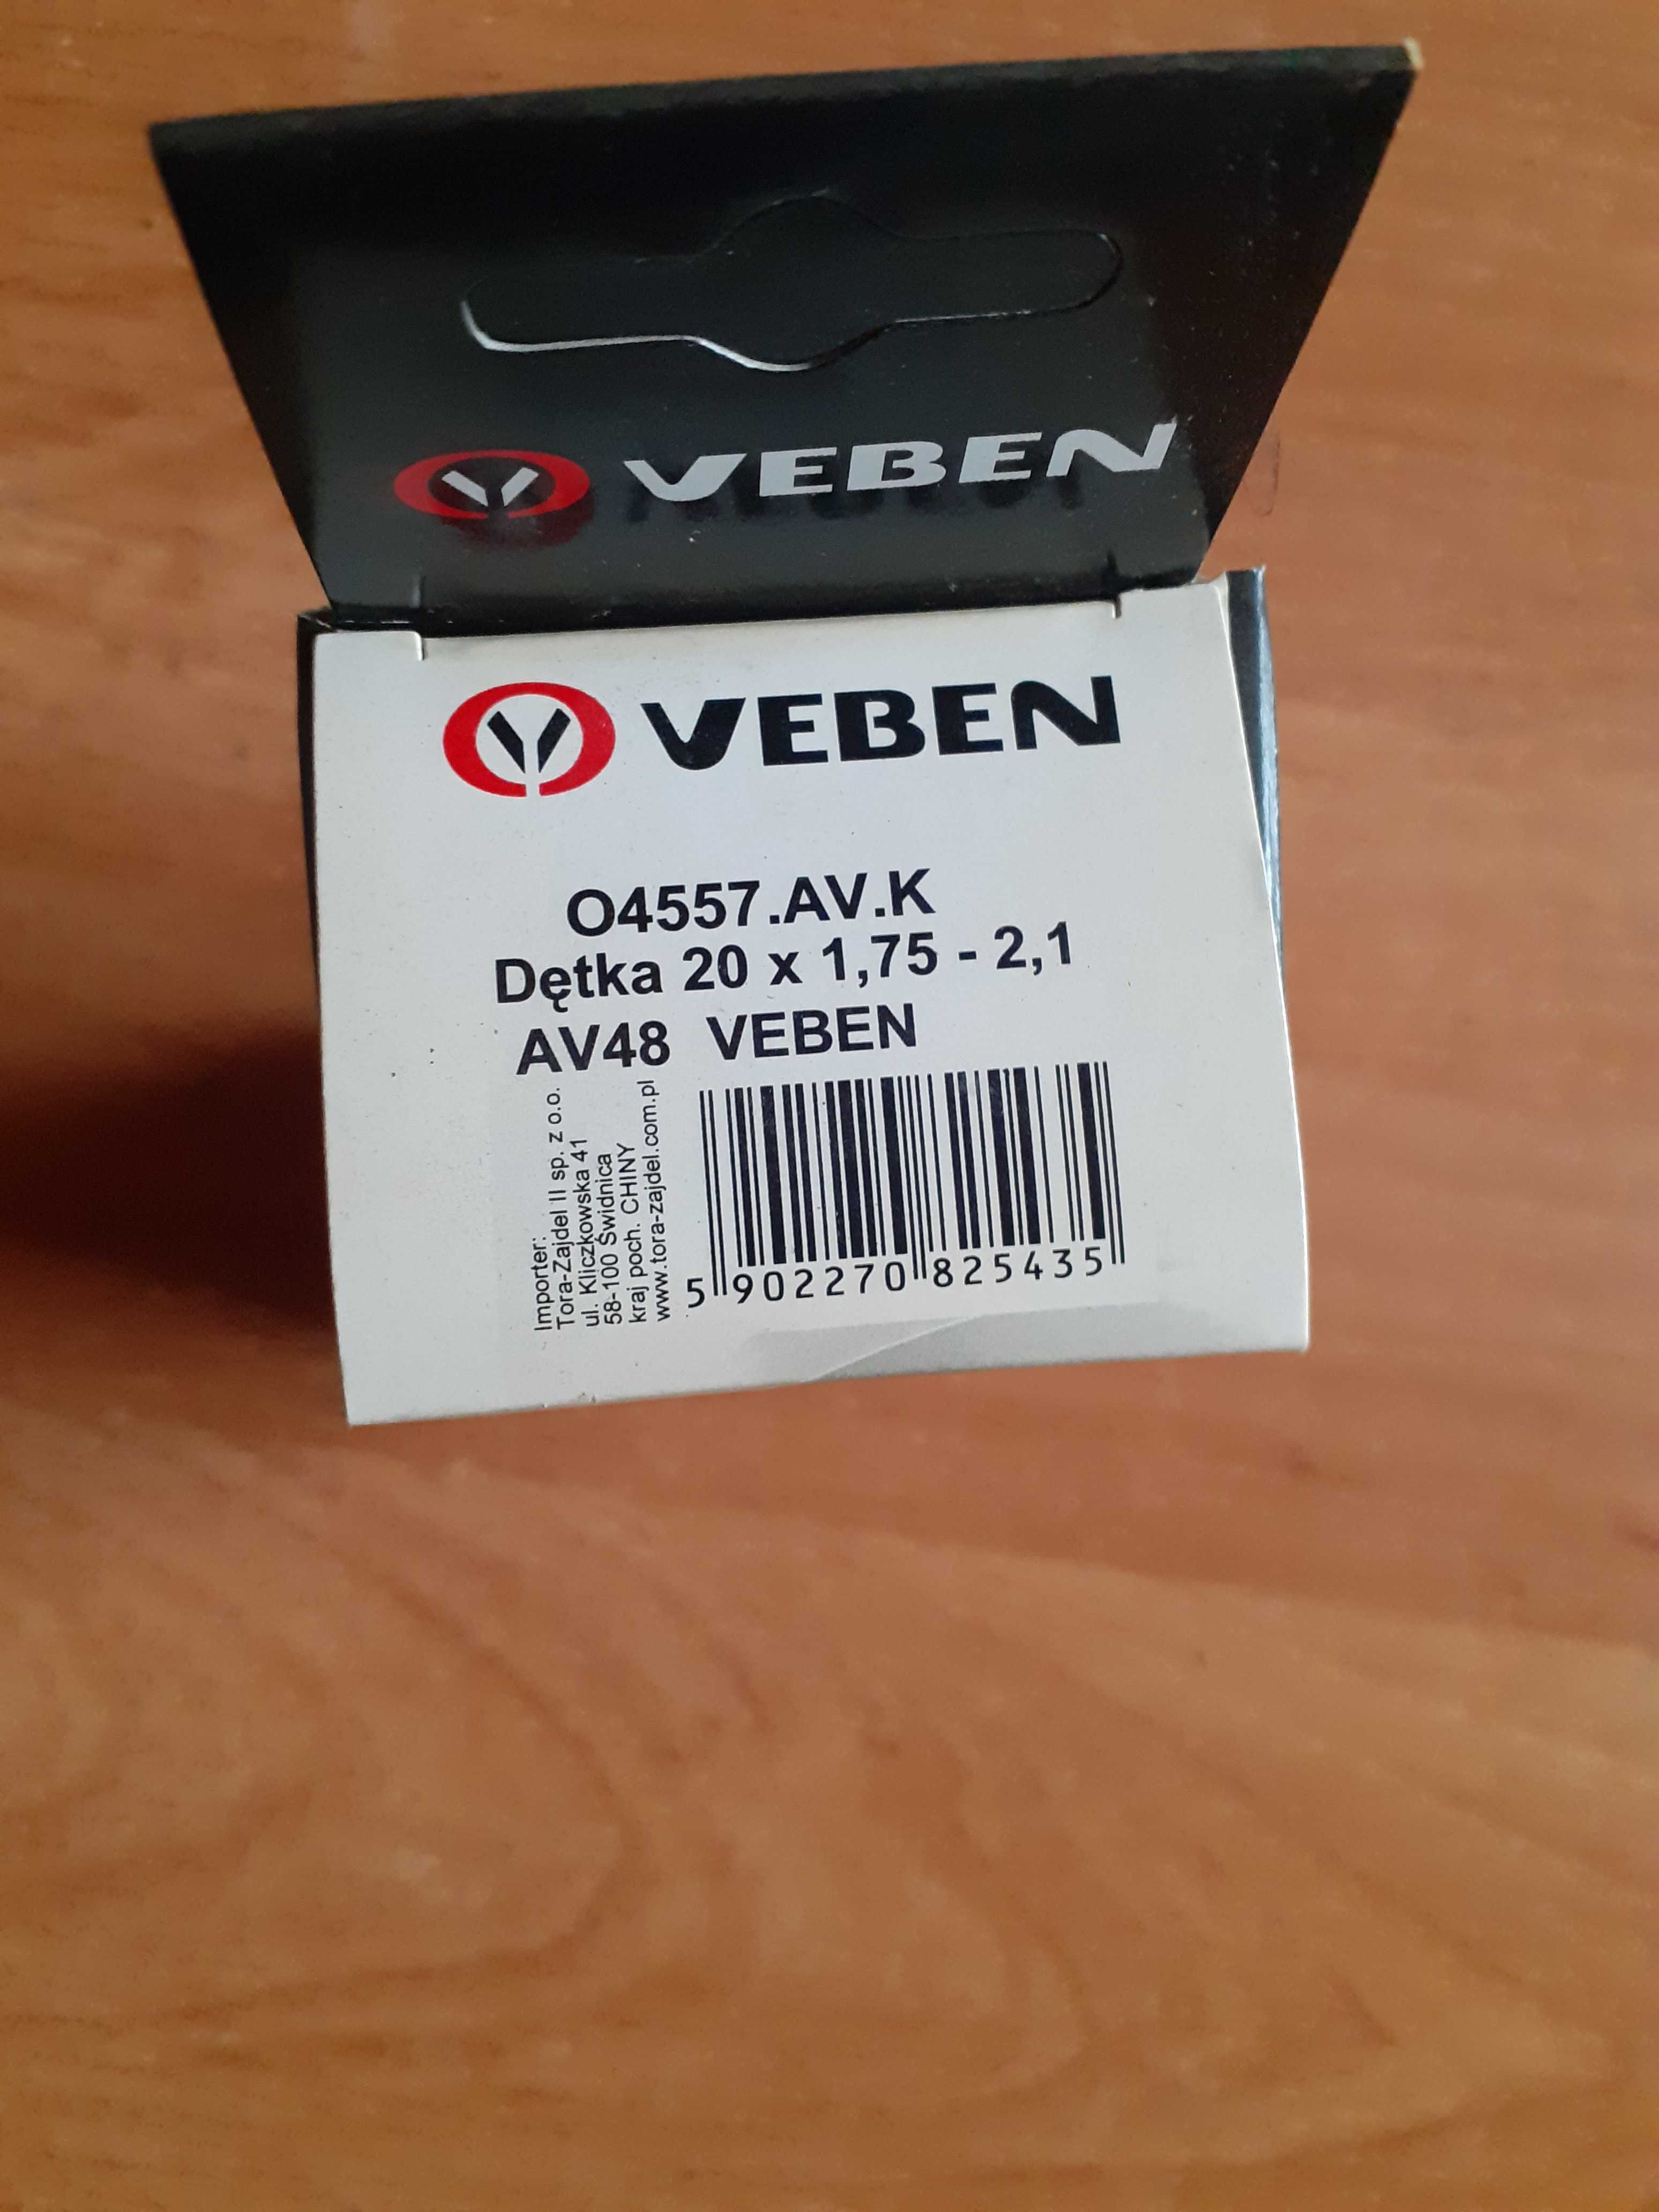 VEBEN
VEBEN
O4557.AV.K
Dętka 20 x 1,75 - 2,1
AV48 VEBEN
Importer:
Tora-Zajdel II sp. z o.o.
ul. Kliczkowska 41
58-100 Świdnica
kraj poch. CHINY
www.tora-zajdel.com.pl
5 902270 825435